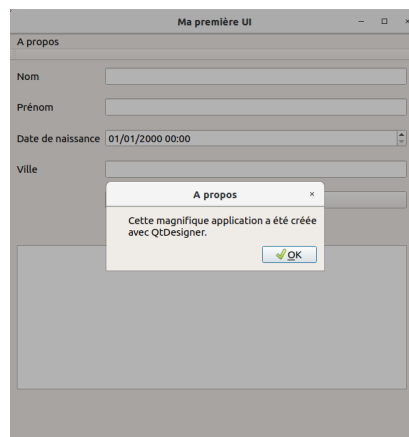 Ma première UI
A propos
Nom
Prénom
Date de naissance 01/01/2000 00:00
Ville
A propos
Cette magnifique application a été créée
avec QtDesigner.
OK